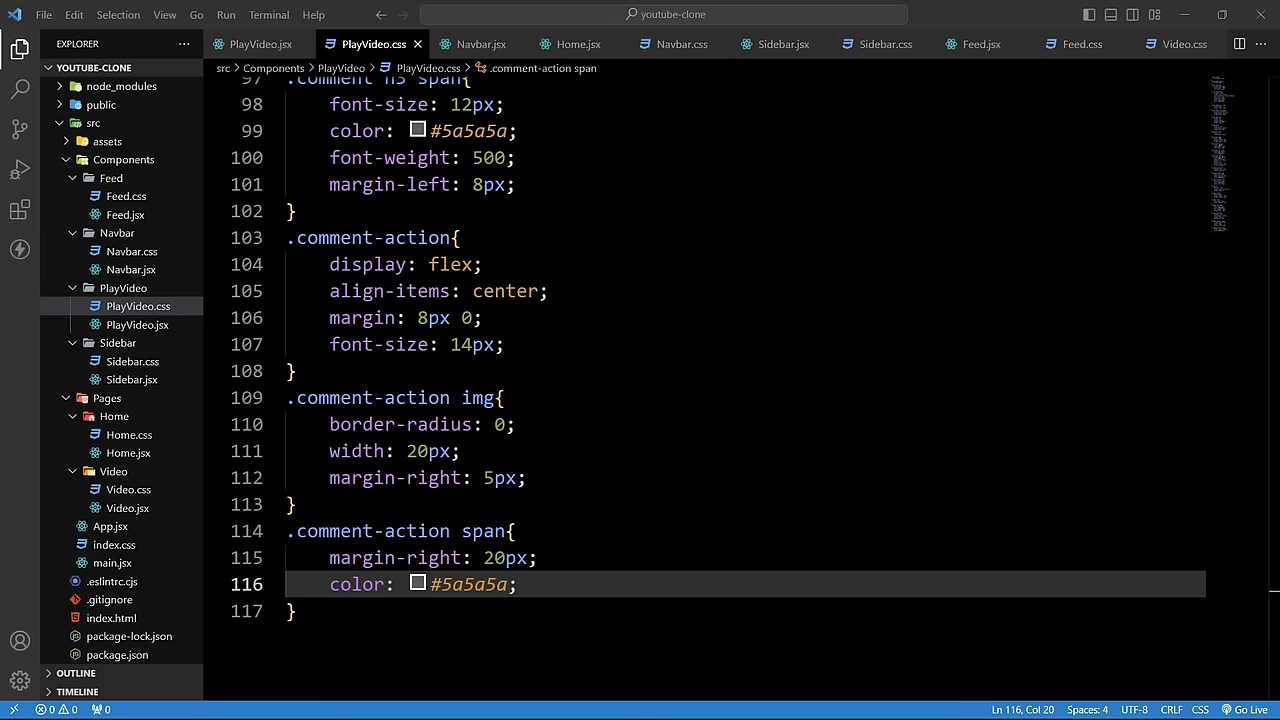 File Edit Selection View Go Run Terminal Help
youtube-clone
EXPLORER
PlayVideo.jsx PlayVideo.css Navbar.jsx Home.jsx Navbar.css Sidebar.jsx Sidebar.css Feed.jsx Feed.css Video.css
src > Components > PlayVideo > PlayVideo.css > .comment-action span
YOUTUBE-CLONE
node_modules
public
src
assets
Components
Feed
Feed.css
Feed.jsx
Navbar
Navbar.css
Navbar.jsx
PlayVideo
PlayVideo.css
PlayVideo.jsx
Sidebar
Sidebar.css
Sidebar.jsx
Pages
Home
Home.css
Home.jsx
Video
Video.css
Video.jsx
App.jsx
index.css
main.jsx
.eslintrc.cjs
.gitignore
index.html
package-lock.json
package.json
OUTLINE
TIMELINE
97 .comment h3 span{
98 font-size: 12px;
99 color: #5a5a5a;
100 font-weight: 500;
101 margin-left: 8px;
102 }
103 .comment-action{
104 display: flex;
105 align-items: center;
106 margin: 8px 0;
107 font-size: 14px;
108 }
109 .comment-action img{
110 border-radius: 0;
111 width: 20px;
112 margin-right: 5px;
113 }
114 .comment-action span{
115 margin-right: 20px;
116 color: #5a5a5a;
117 }
0 0 0 Ln 116, Col 20 Spaces: 4 UTF-8 CRLF CSS Go Live